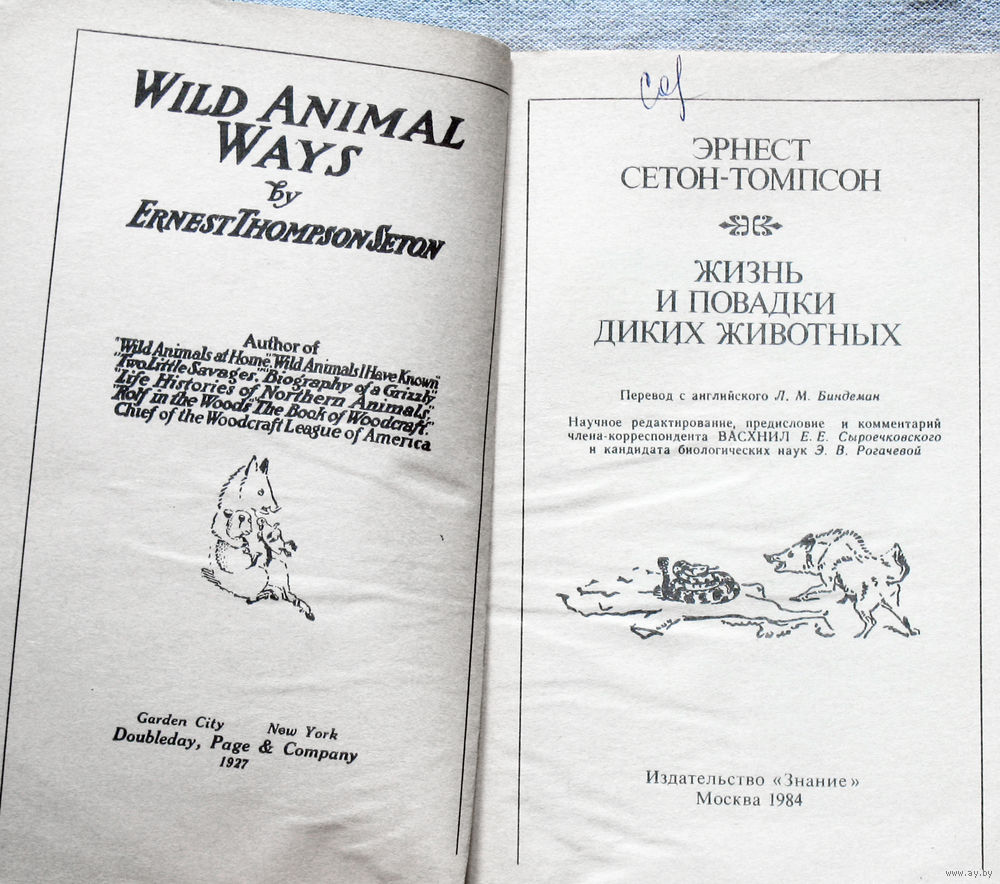 WILD ANIMAL
WAYS
by
ERNEST THOMPSON SETON
Author of
"Wild Animals at Home," "Wild Animals I Have Known"
"Two Little Savages," "Biography of a Grizzly"
"Life Histories of Northern Animals,"
"Rolf in the Woods" "The Book of Woodcraft."
Chief of the Woodcraft League of America
Garden City New York
Doubleday, Page & Company
1927
ЭРНЕСТ
СЕТОН-ТОМПСОН
ЖИЗНЬ
И ПОВАДКИ
ДИКИХ ЖИВОТНЫХ
Перевод с английского Л. М. Биндеман
Научное редактирование, предисловие и комментарий
члена-корреспондента ВАСХНИЛ Е. Е. Сыроечковского
и кандидата биологических наук Э. В. Рогачевой
Издательство «Знание»
Москва 1984
www.ay.by